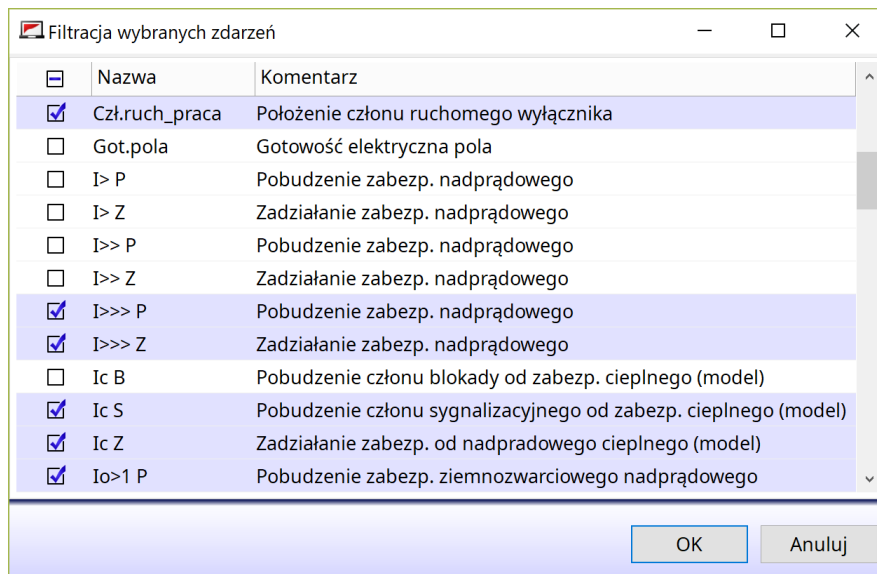 Filtracja wybranych zdarzeń
Nazwa Komentarz
Czł.ruch_praca Położenie członu ruchomego wyłącznika
Got.pola Gotowość elektryczna pola
I> P Pobudzenie zabezp. nadprądowego
I> Z Zadziałanie zabezp. nadprądowego
I>> P Pobudzenie zabezp. nadprądowego
I>> Z Zadziałanie zabezp. nadprądowego
I>>> P Pobudzenie zabezp. nadprądowego
I>>> Z Zadziałanie zabezp. nadprądowego
Ic B Pobudzenie członu blokady od zabezp. cieplnego (model)
Ic S Pobudzenie członu sygnalizacyjnego od zabezp. cieplnego (model)
Ic Z Zadziałanie zabezp. od nadpradowego cieplnego (model)
Io>1 P Pobudzenie zabezp. ziemnozwarciowego nadprądowego
OK Anuluj